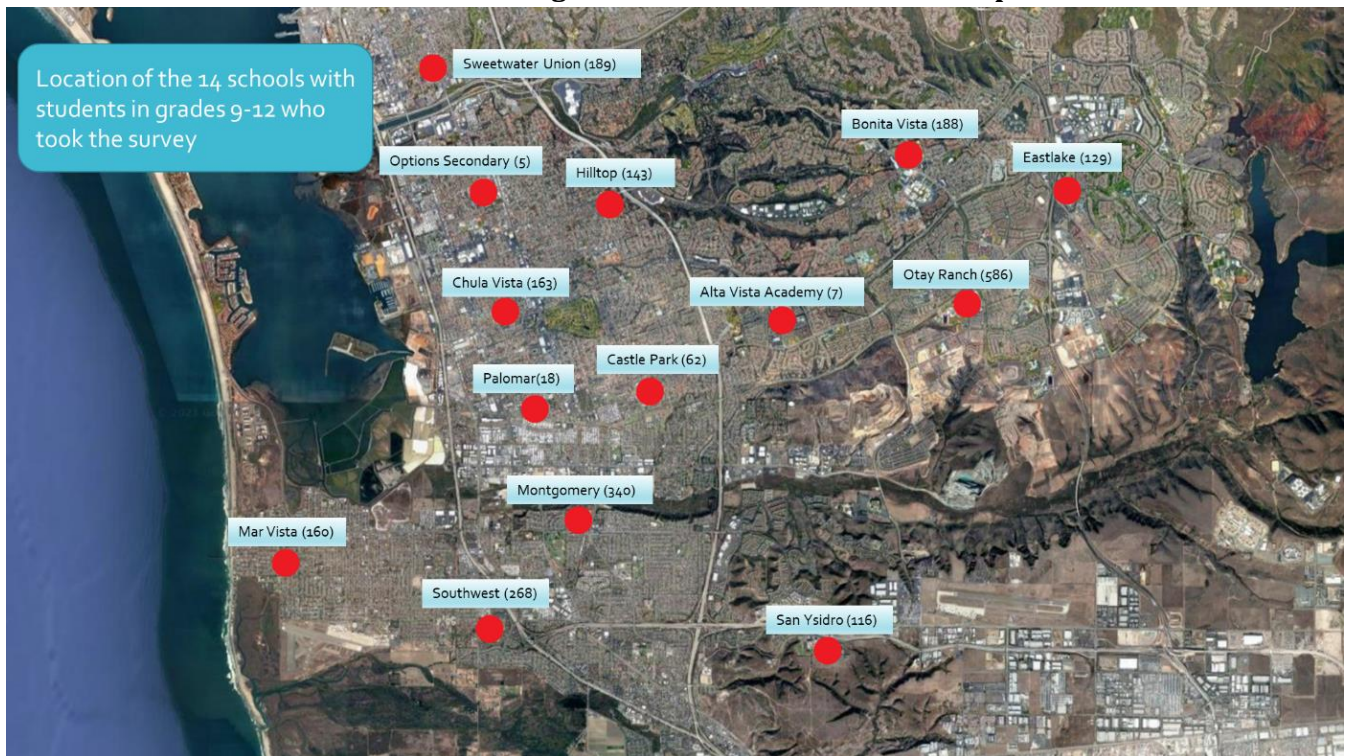 Location of the 14 schools with
students in grades 9-12 who
took the survey
Sweetwater Union (189)
Bonita Vista (188)
Options Secondary (5)
Hilltop (143)
Eastlake (129)
Chula Vista (163)
Alta Vista Academy (7)
Otay Ranch (586)
Castle Park (62)
Palomar(18)
Montgomery (340)
Mar Vista (160)
Southwest (268)
San Ysidro (116)